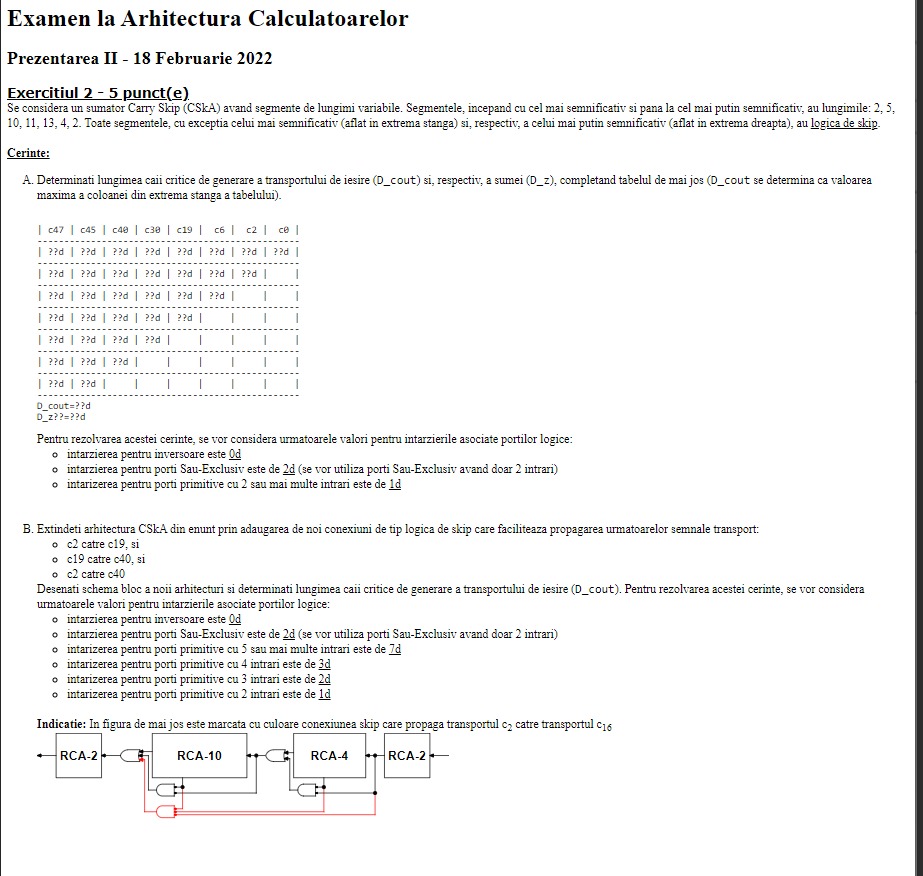 Examen la Arhitectura Calculatoarelor
Prezentarea II - 18 Februarie 2022
Exercitiul 2 - 5 punct(e)
Se considera un sumator Carry Skip (CSkA) avand segmente de lungimi variabile. Segmentele, incepand cu cel mai semnificativ si pana la cel mai putin semnificativ, au lungimile: 2, 5,
10, 11, 13, 4, 2. Toate segmentele, cu exceptia celui mai semnificativ (aflat in extrema stanga) si, respectiv, a celui mai putin semnificativ (aflat in extrema dreapta), au logica de skip.
Cerinte:
A. Determinati lungimea caii critice de generare a transportului de iesire (D_cout) si, respectiv, a sumei (D_z), completand tabelul de mai jos (D_cout se determina ca valoarea
maxima a coloanei din extrema stanga a tabelului).
| c47 | c45 | c40 | c30 | c19 | c6 | c2 | c0 |
-------------------------------------------------
| ??d | ??d | ??d | ??d | ??d | ??d | ??d | ??d |
-------------------------------------------------
| ??d | ??d | ??d | ??d | ??d | ??d | ??d | |
-------------------------------------------------
| ??d | ??d | ??d | ??d | ??d | ??d | | |
-------------------------------------------------
| ??d | ??d | ??d | ??d | ??d | | | |
-------------------------------------------------
| ??d | ??d | ??d | ??d | | | | |
-------------------------------------------------
| ??d | ??d | ??d | | | | | |
-------------------------------------------------
| ??d | ??d | | | | | | |
-------------------------------------------------
D_cout=??d
D_z??=??d
Pentru rezolvarea acestei cerinte, se vor considera urmatoarele valori pentru intarzierile asociate portilor logice:
o intarzierea pentru inversoare este 0d
o intarzierea pentru porti Sau-Exclusiv este de 2d (se vor utiliza porti Sau-Exclusiv avand doar 2 intrari)
o intarizerea pentru porti primitive cu 2 sau mai multe intrari este de 1d
B. Extindeti arhitectura CSkA din enunt prin adaugarea de noi conexiuni de tip logica de skip care faciliteaza propagarea urmatoarelor semnale transport:
o c2 catre c19, si
o c19 catre c40, si
o c2 catre c40
Desenati schema bloc a noii arhitecturi si determinati lungimea caii critice de generare a transportului de iesire (D_cout). Pentru rezolvarea acestei cerinte, se vor considera
urmatoarele valori pentru intarzierile asociate portilor logice:
o intarzierea pentru inversoare este 0d
o intarzierea pentru porti Sau-Exclusiv este de 2d (se vor utiliza porti Sau-Exclusiv avand doar 2 intrari)
o intarizerea pentru porti primitive cu 5 sau mai multe intrari este de 7d
o intarizerea pentru porti primitive cu 4 intrari este de 3d
o intarizerea pentru porti primitive cu 3 intrari este de 2d
o intarizerea pentru porti primitive cu 2 intrari este de 1d
Indicatie: In figura de mai jos este marcata cu culoare conexiunea skip care propaga transportul c2 catre transportul c16
RCA-2 RCA-10 RCA-4 RCA-2